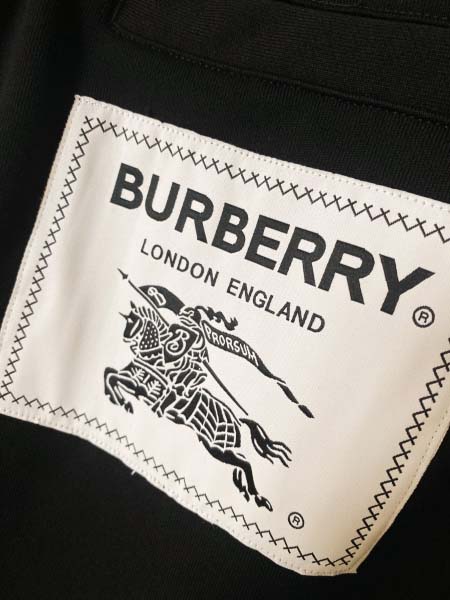 BURBERRY®
LONDON ENGLAND
PRORSUM
B
®